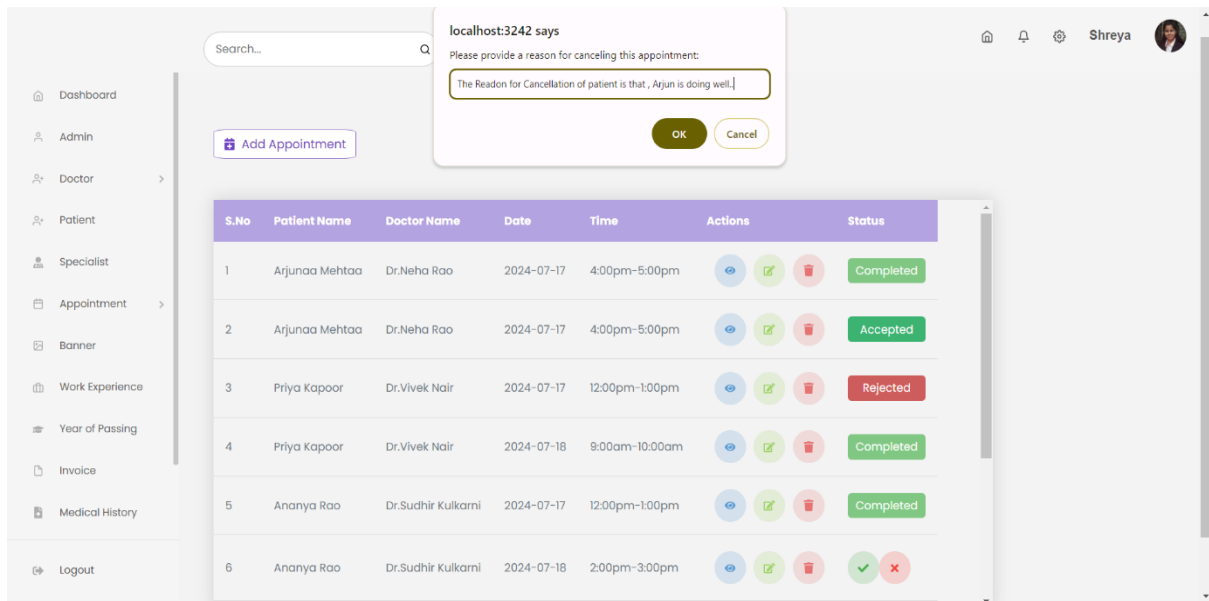 localhost:3242 says
Please provide a reason for canceling this appointment:
The Readon for Cancellation of patient is that , Arjun is doing well.
OK Cancel
Search...
Shreya
Dashboard
Admin
Doctor
Patient
Specialist
Appointment
Banner
Work Experience
Year of Passing
Invoice
Medical History
Logout
Add Appointment
S.No Patient Name Doctor Name Date Time Actions Status
1 Arjunaa Mehtaa Dr.Neha Rao 2024-07-17 4:00pm-5:00pm Completed
2 Arjunaa Mehtaa Dr.Neha Rao 2024-07-17 4:00pm-5:00pm Accepted
3 Priya Kapoor Dr.Vivek Nair 2024-07-17 12:00pm-1:00pm Rejected
4 Priya Kapoor Dr.Vivek Nair 2024-07-18 9:00am-10:00am Completed
5 Ananya Rao Dr.Sudhir Kulkarni 2024-07-17 12:00pm-1:00pm Completed
6 Ananya Rao Dr.Sudhir Kulkarni 2024-07-18 2:00pm-3:00pm